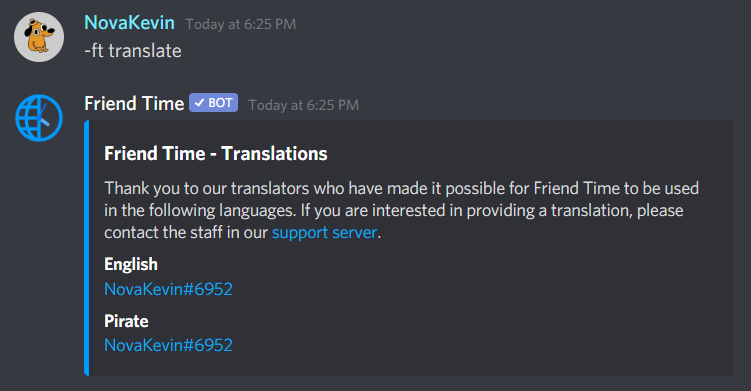 NovaKevin Today at 6:25 PM
-ft translate
Friend Time BOT Today at 6:25 PM
Friend Time - Translations
Thank you to our translators who have made it possible for Friend Time to be used
in the following languages. If you are interested in providing a translation, please
contact the staff in our support server.
English
NovaKevin#6952
Pirate
NovaKevin#6952